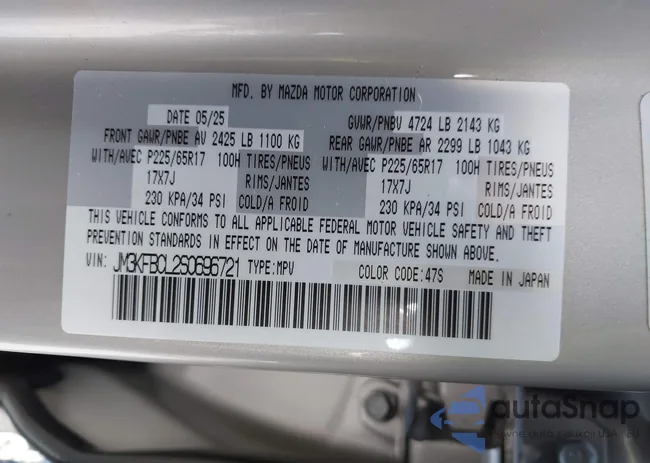 MFD. BY MAZDA MOTOR CORPORATION
DATE 05/25 GVWR/PNBV 4724 LB 2143 KG
FRONT GAWR/PNBE AV 2425 LB 1100 KG REAR GAWR/PNBE AR 2299 LB 1043 KG
WITH/AVEC P225/65R17 100H TIRES/PNEUS WITH/AVEC P225/65R17 100H TIRES/PNEUS
17X7J RIMS/JANTES 17X7J RIMS/JANTES
230 KPA/34 PSI COLD/A FROID 230 KPA/34 PSI COLD/A FROID
THIS VEHICLE CONFORMS TO ALL APPLICABLE FEDERAL MOTOR VEHICLE SAFETY AND THEFT
PREVENTION STANDARDS IN EFFECT ON THE DATE OF MANUFACTURE SHOWN ABOVE.
VIN: JM3KFBCL2S0696721 TYPE:MPV COLOR CODE:47S MADE IN JAPAN
autoSnap